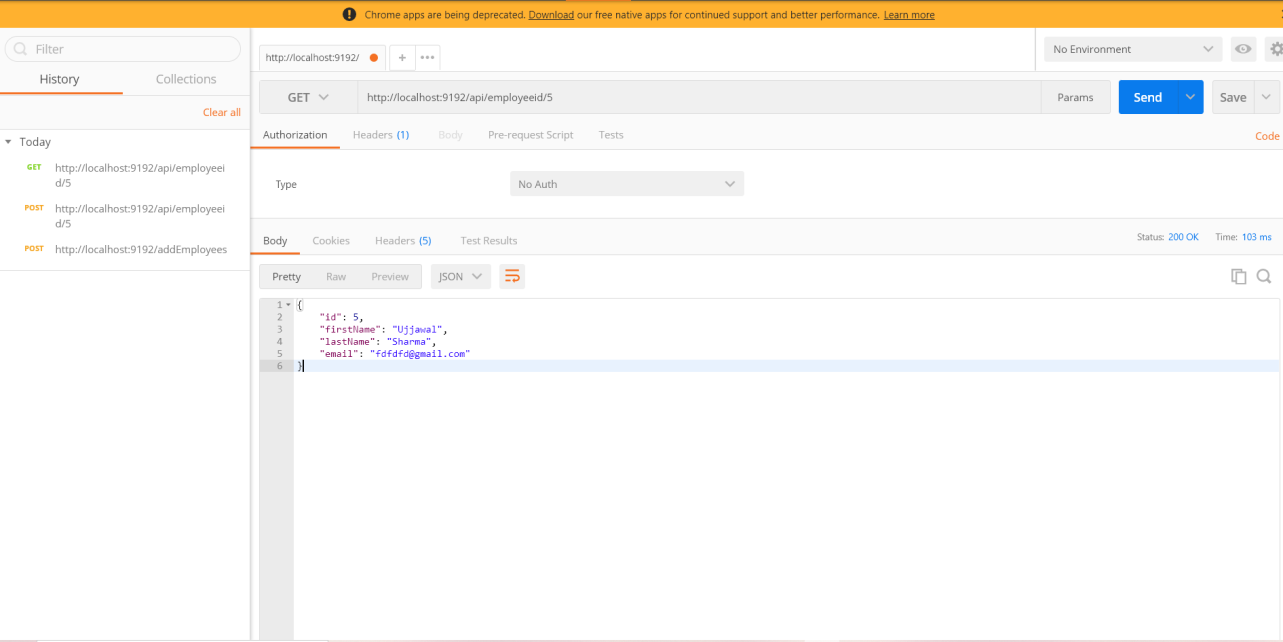 Chrome apps are being deprecated. Download our free native apps for continued support and better performance. Learn more
Filter
History Collections
Clear all
Today
GET http://localhost:9192/api/employeei
d/5
POST http://localhost:9192/api/employeei
d/5
POST http://localhost:9192/addEmployees
http://localhost:9192/ + •••
No Environment
GET http://localhost:9192/api/employeeid/5 Params Send Save
Authorization Headers (1) Body Pre-request Script Tests Code
Type No Auth
Body Cookies Headers (5) Test Results Status: 200 OK Time: 103 ms
Pretty Raw Preview JSON
1 {
2 "id": 5,
3 "firstName": "Ujjawal",
4 "lastName": "Sharma",
5 "email": "fdfdfd@gmail.com"
6 }